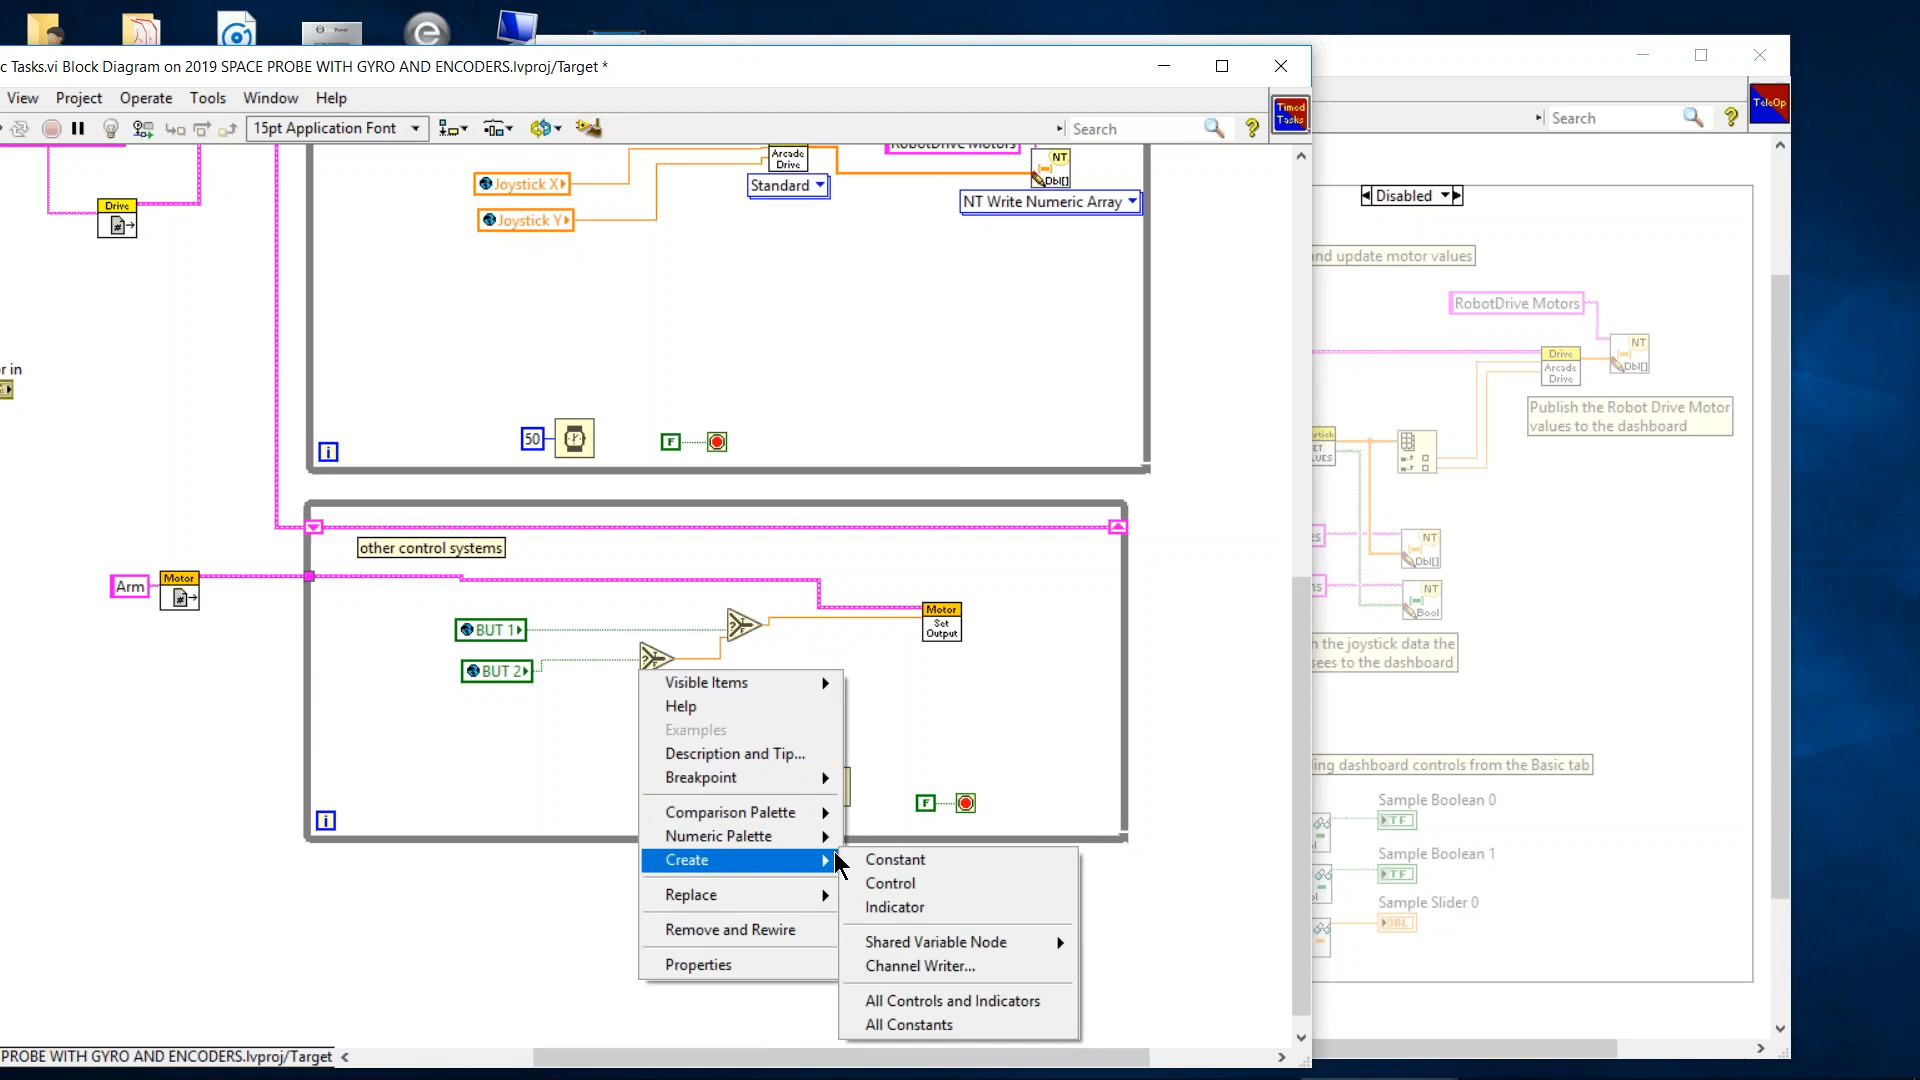 c Tasks.vi Block Diagram on 2019 SPACE PROBE WITH GYRO AND ENCODERS.lvproj/Target *
View Project Operate Tools Window Help
15pt Application Font
Search
Timed
Tasks
Search
TeleOp
Drive
Joystick X
Joystick Y
Arcade
Drive
Standard
RobotDrive Motors
NT
Dbl[]
NT Write Numeric Array
or in
50
F
i
other control systems
Arm
Motor
BUT 1
BUT 2
Motor
Set
Output
F
i
Visible Items
Help
Examples
Description and Tip...
Breakpoint
Comparison Palette
Numeric Palette
Create
Replace
Remove and Rewire
Properties
Constant
Control
Indicator
Shared Variable Node
Channel Writer...
All Controls and Indicators
All Constants
PROBE WITH GYRO AND ENCODERS.lvproj/Target
Disabled
and update motor values
RobotDrive Motors
NT
Dbl[]
Drive
Arcade
Drive
Publish the Robot Drive Motor
values to the dashboard
NT
Dbl[]
NT
Bool
h the joystick data the
sees to the dashboard
ing dashboard controls from the Basic tab
Sample Boolean 0
TF
Sample Boolean 1
TF
Sample Slider 0
DBL